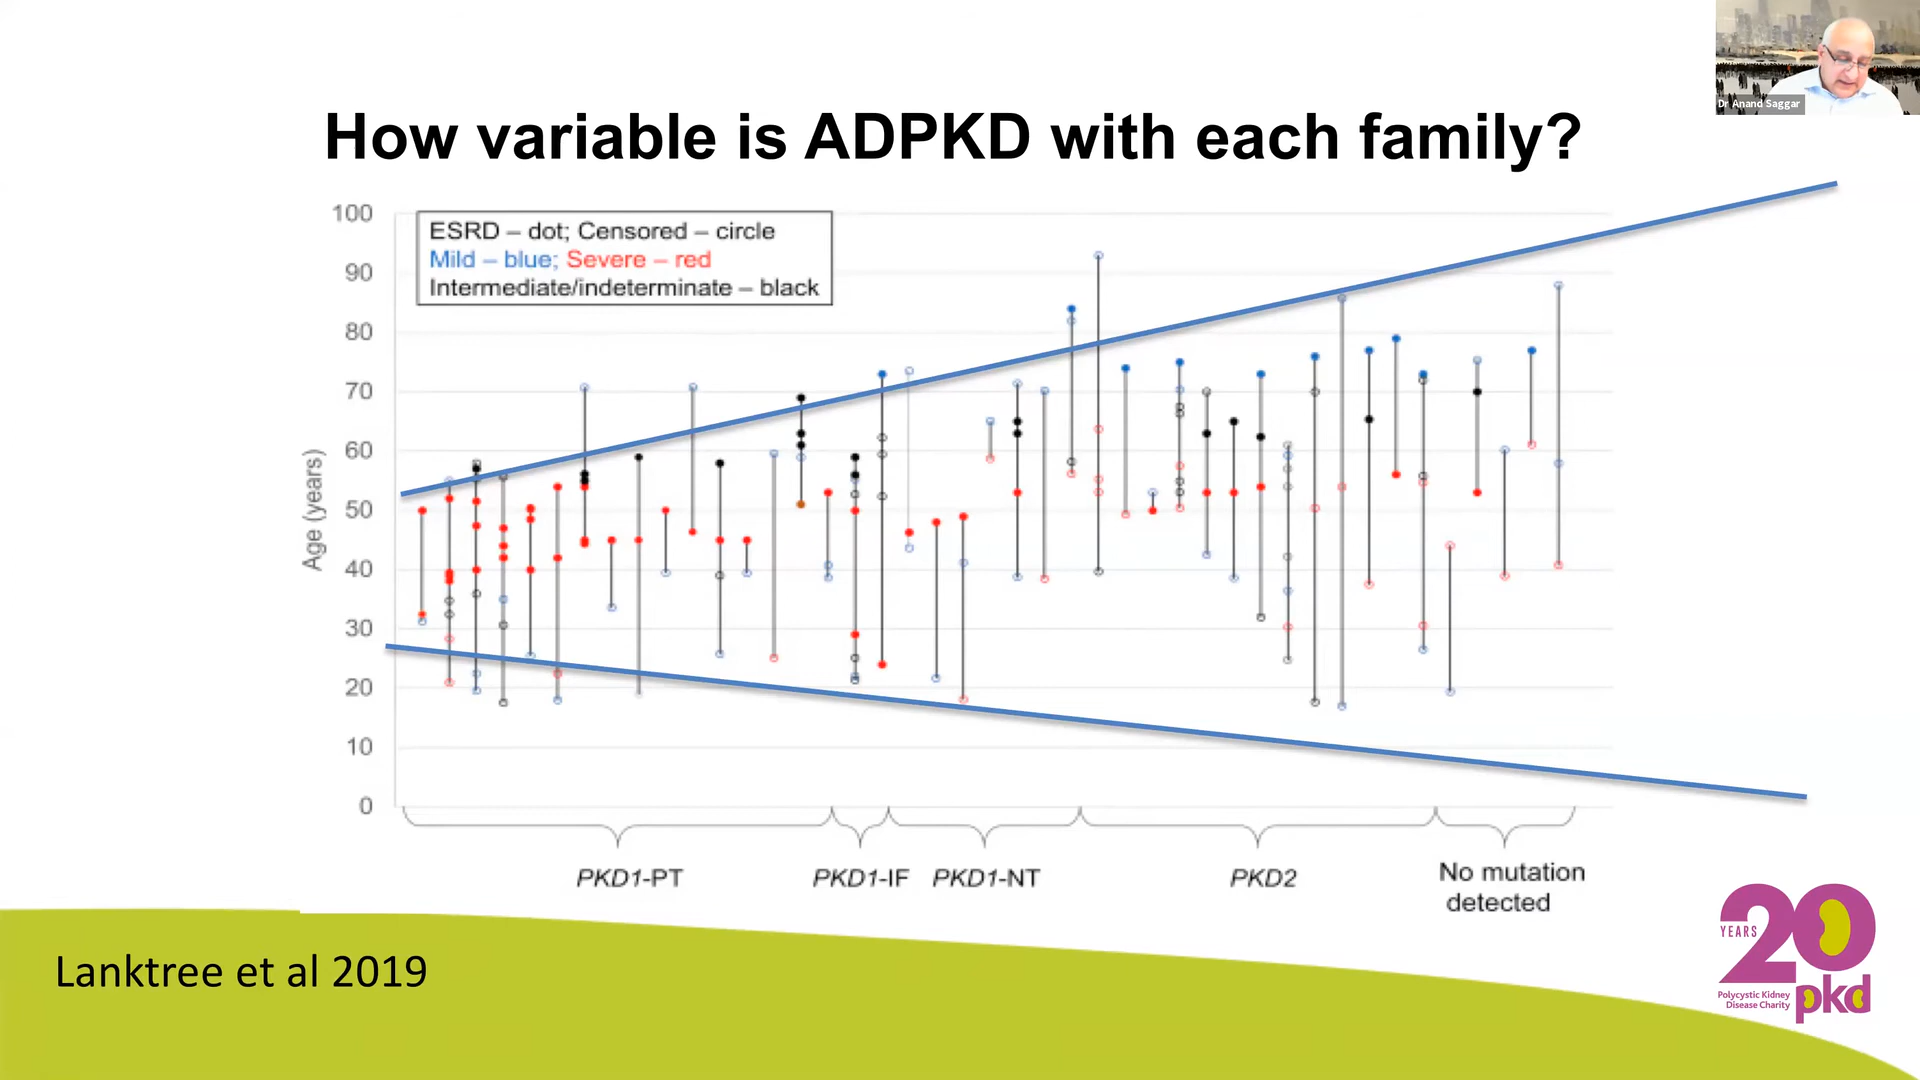 Dr Anand Saggar
How variable is ADPKD with each family?
ESRD – dot; Censored – circle
Mild – blue; Severe – red
Intermediate/indeterminate – black
100
90
80
70
60
50
40
30
20
10
0
Age (years)
PKD1-PT
PKD1-IF
PKD1-NT
PKD2
No mutation
detected
Lanktree et al 2019
20
YEARS
Polycystic Kidney
Disease Charity
pkd